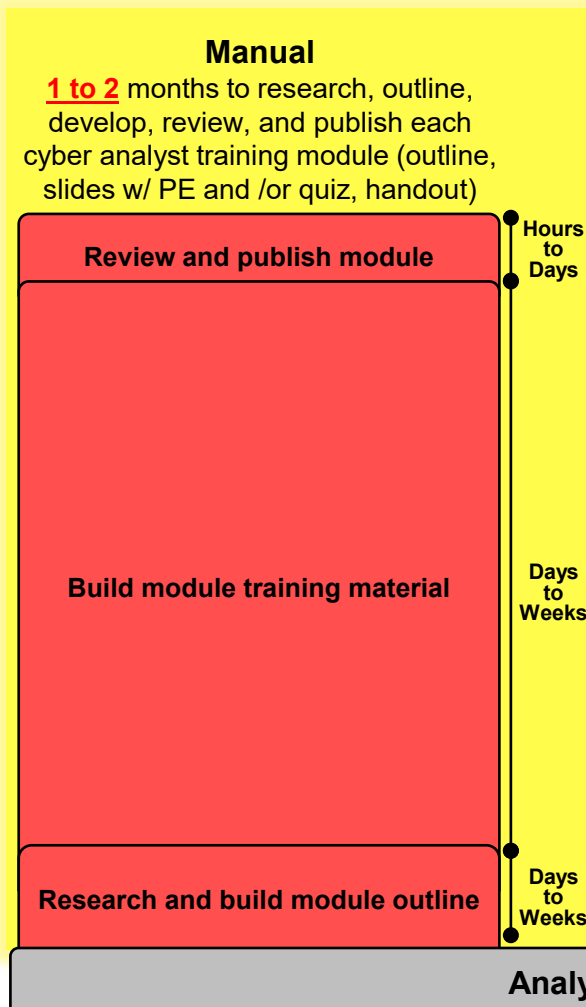 Manual
1 to 2 months to research, outline,
develop, review, and publish each
cyber analyst training module (outline,
slides w/ PE and /or quiz, handout)
Review and publish module
Hours
to
Days
Build module training material
Days
to
Weeks
Research and build module outline
Days
to
Weeks
Analy